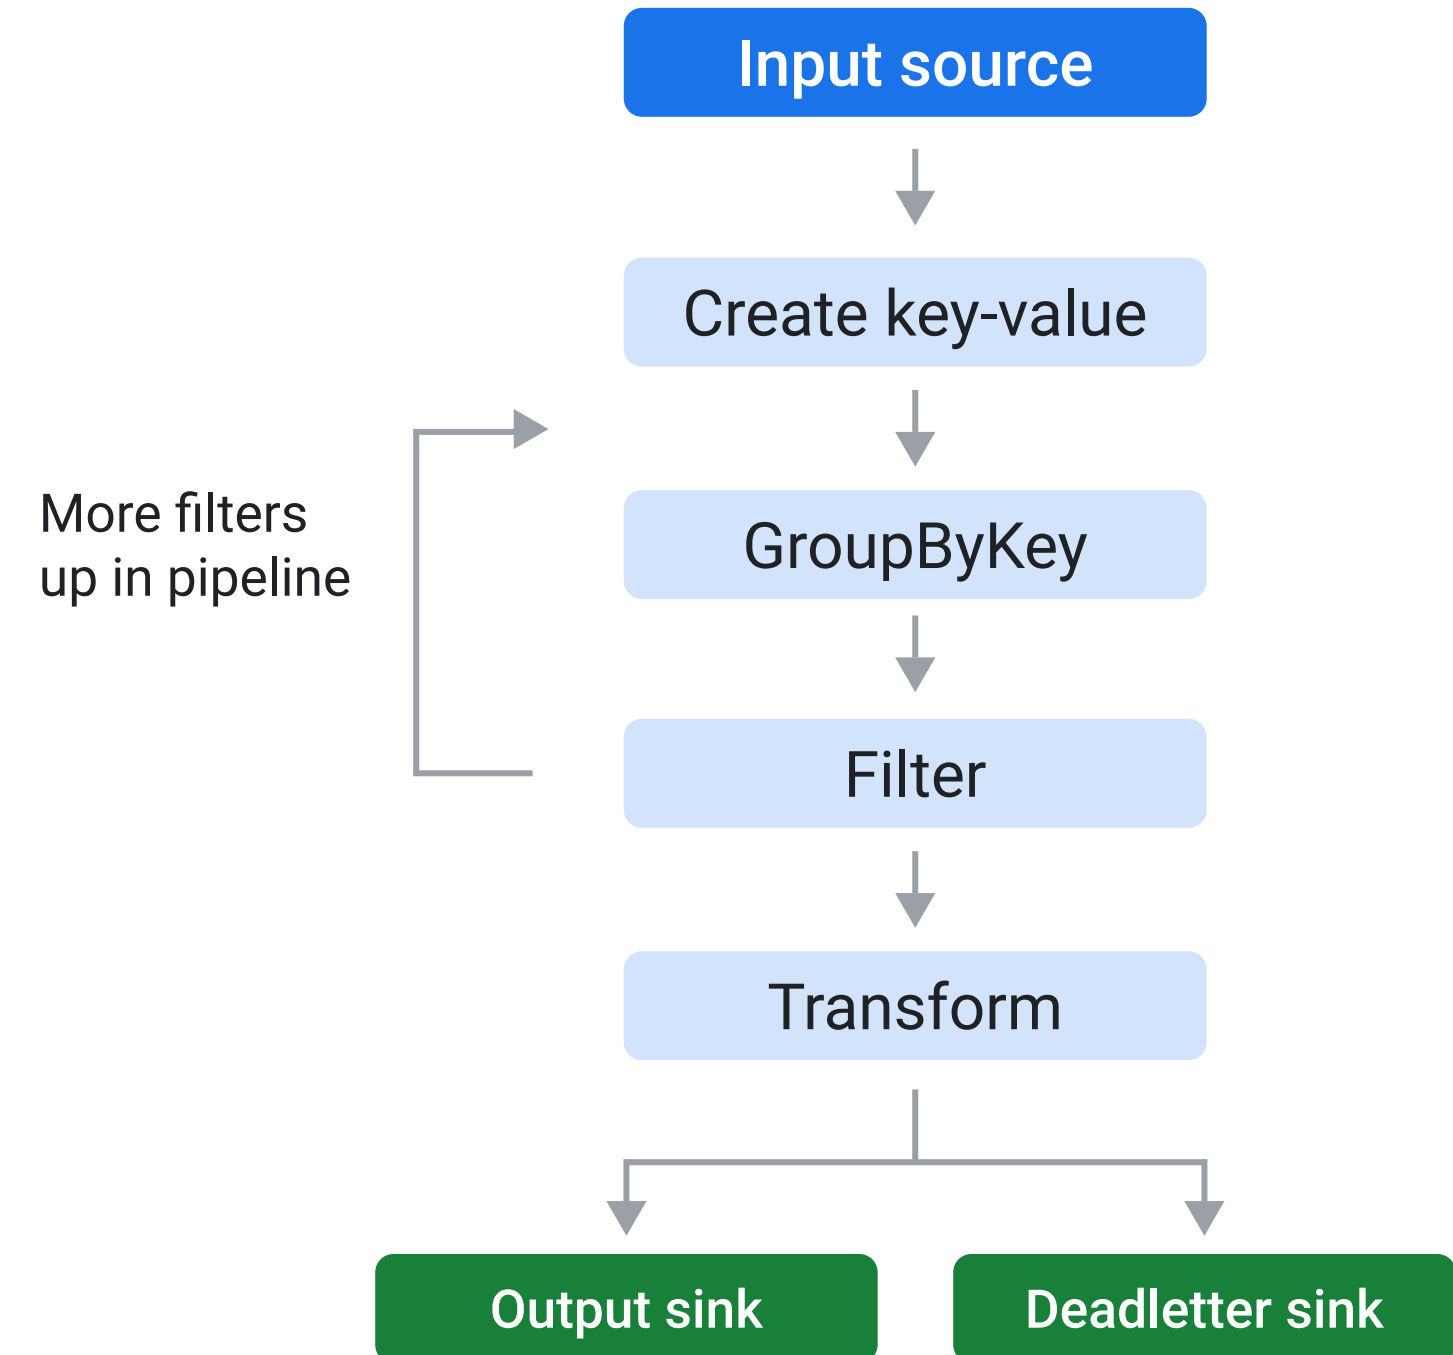 Input source
Create key-value
More filters
up in pipeline
GroupByKey
Filter
Transform
Output sink
Deadletter sink